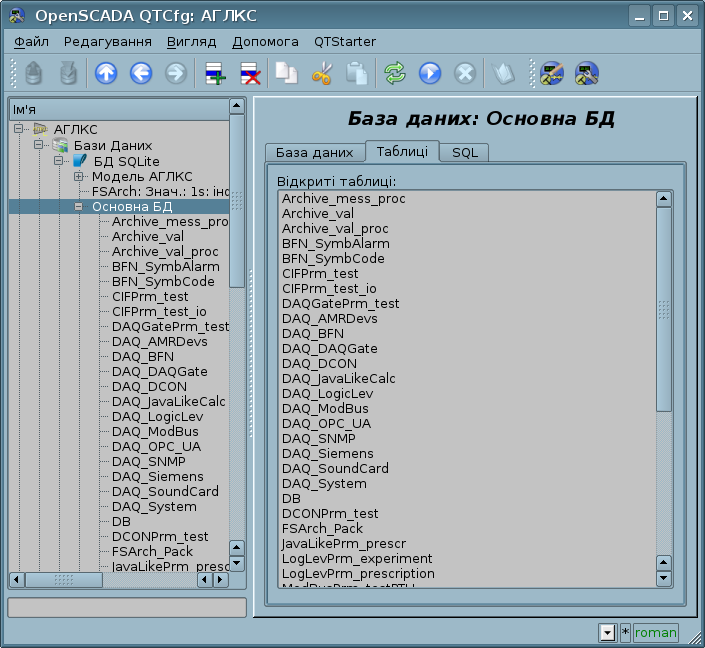 OpenSCADA QTCfg: АГЛКС
Файл Редагування Вигляд Допомога QTStarter
Ім'я
АГЛКС
Бази Даних
БД SQLite
Модель АГЛКС
FSArch: Знач.: 1s: інс
Основна БД
Archive_mess_pro
Archive_val
Archive_val_proc
BFN_SymbAlarm
BFN_SymbCode
CIFPrm_test
CIFPrm_test_io
DAQGatePrm_test
DAQ_AMRDevs
DAQ_BFN
DAQ_DAQGate
DAQ_DCON
DAQ_JavaLikeCalc
DAQ_LogicLev
DAQ_ModBus
DAQ_OPC_UA
DAQ_SNMP
DAQ_Siemens
DAQ_SoundCard
DAQ_System
DB
DCONPrm_test
FSArch_Pack
JavaLikePrm_presc
База даних: Основна БД
База даних Таблиці SQL
Відкриті таблиці:
Archive_mess_proc
Archive_val
Archive_val_proc
BFN_SymbAlarm
BFN_SymbCode
CIFPrm_test
CIFPrm_test_io
DAQGatePrm_test
DAQ_AMRDevs
DAQ_BFN
DAQ_DAQGate
DAQ_DCON
DAQ_JavaLikeCalc
DAQ_LogicLev
DAQ_ModBus
DAQ_OPC_UA
DAQ_SNMP
DAQ_Siemens
DAQ_SoundCard
DAQ_System
DB
DCONPrm_test
FSArch_Pack
JavaLikePrm_prescr
LogLevPrm_experiment
LogLevPrm_prescription
ModBusPrm_testRTU
* roman